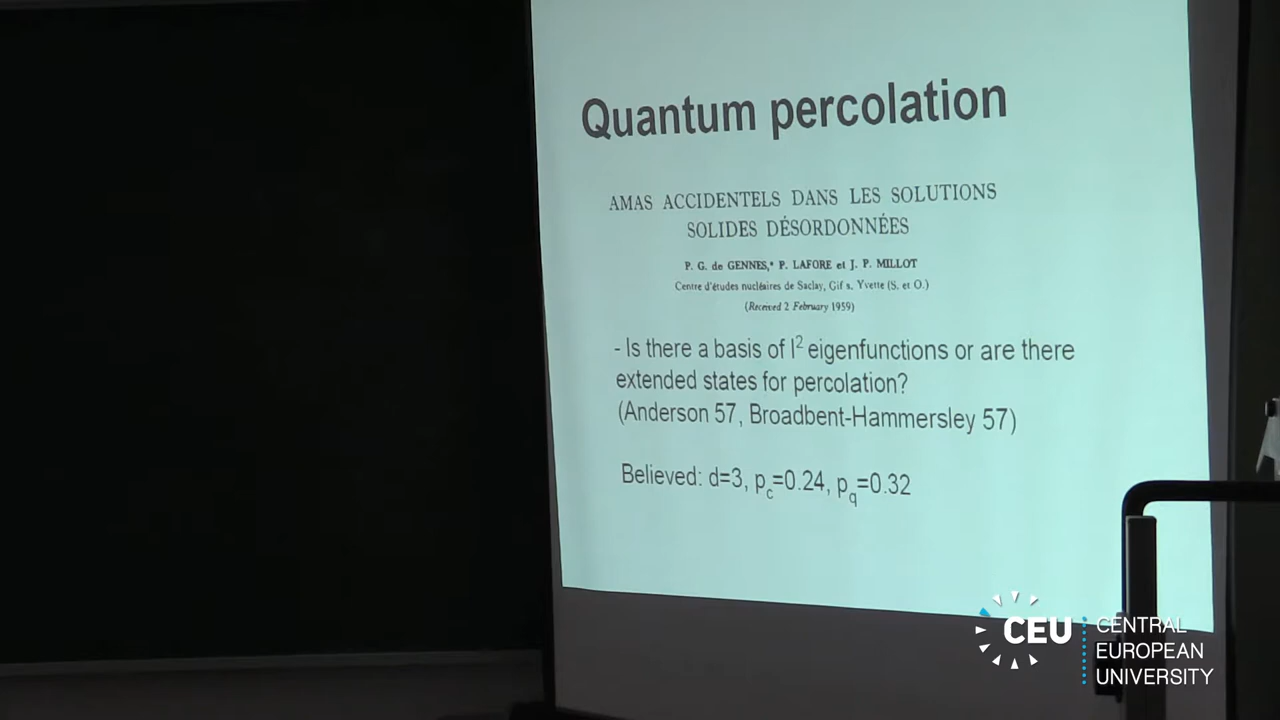 Quantum percolation
AMAS ACCIDENTELS DANS LES SOLUTIONS
SOLIDES DÉSORDONNÉES
P. G. de GENNES,* P. LAFORE et J. P. MILLOT
Centre d'études nucléaires de Saclay, Gif s. Yvette (S. et O.)
(Received 2 February 1959)
- Is there a basis of l² eigenfunctions or are there
extended states for percolation?
(Anderson 57, Broadbent-Hammersley 57)
Believed: d=3, p_c=0.24, p_q=0.32
CEU
CENTRAL
EUROPEAN
UNIVERSITY